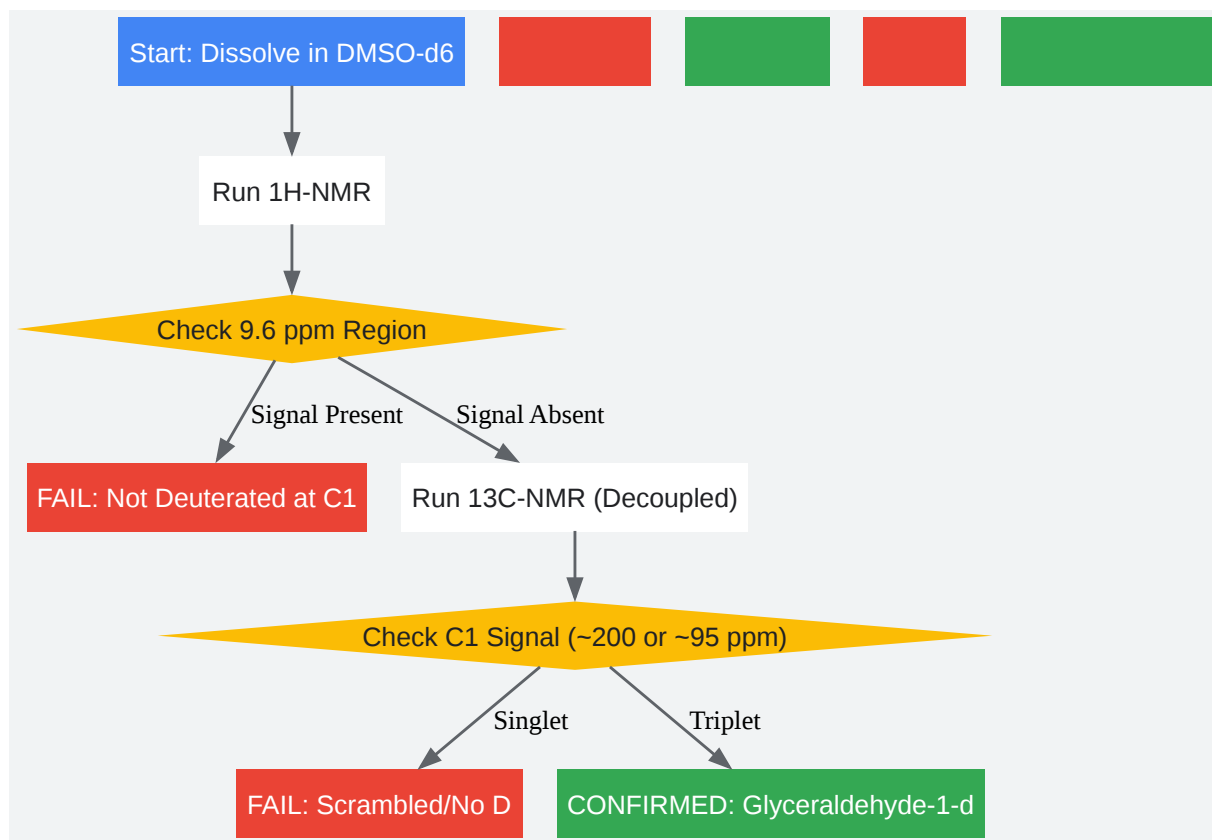 Start: Dissolve in DMSO-d6
Run 1H-NMR
Check 9.6 ppm Region
Signal Present
Signal Absent
FAIL: Not Deuterated at C1
Run 13C-NMR (Decoupled)
Check C1 Signal (~200 or ~95 ppm)
Singlet
Triplet
FAIL: Scrambled/No D
CONFIRMED: Glyceraldehyde-1-d